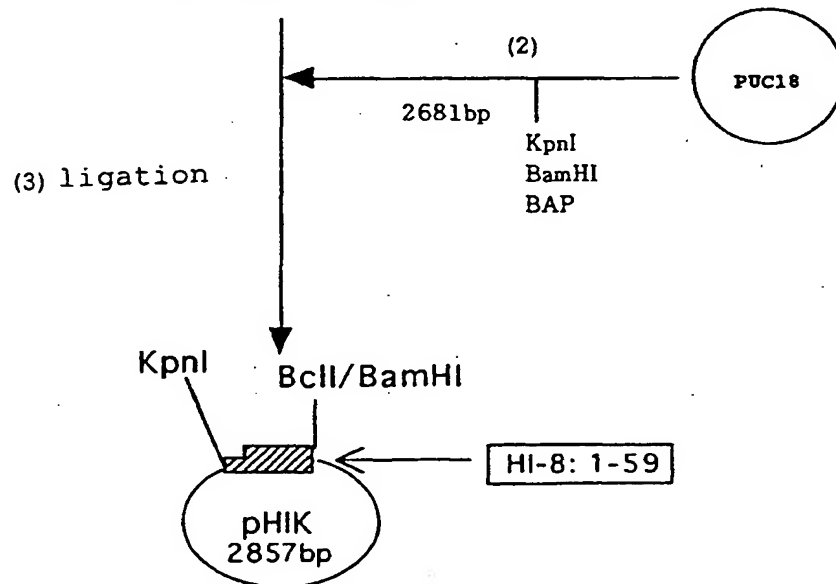 (2)
PUC18
2681bp
KpnI
BamHI
BAP
(3) ligation
KpnI
BclI/BamHI
HI-8: 1-59
pHIK
2857bp